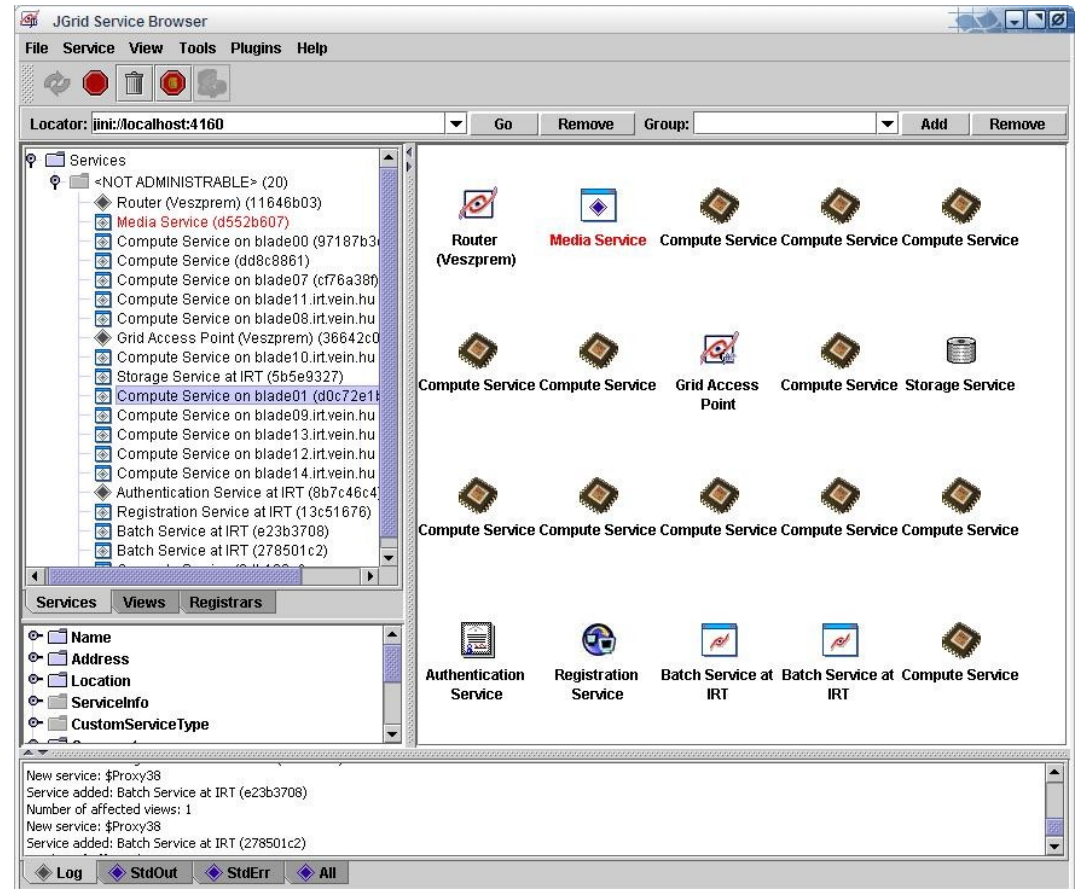 JGrid Service Browser
File Service View Tools Plugins Help
Locator: jini://localhost:4160 Go Remove Group: Add Remove
Services
<NOT ADMINISTRABLE> (20)
Router (Veszprem) (11646b03)
Media Service (d552b607)
Compute Service on blade00 (97187b3
Compute Service (dd8c8861)
Compute Service on blade07 (cf76a38f)
Compute Service on blade11.irt.vein.hu
Compute Service on blade08.irt.vein.hu
Grid Access Point (Veszprem) (36642c0
Compute Service on blade10.irt.vein.hu
Storage Service at IRT (5b5e9327)
Compute Service on blade01 (d0c72e1
Compute Service on blade09.irt.vein.hu
Compute Service on blade13.irt.vein.hu
Compute Service on blade12.irt.vein.hu
Compute Service on blade14.irt.vein.hu
Authentication Service at IRT (8b7c46c4
Registration Service at IRT (13c51676)
Batch Service at IRT (e23b3708)
Batch Service at IRT (278501c2)
Services Views Registrars
Name
Address
Location
ServiceInfo
CustomServiceType
Router Media Service Compute Service Compute Service Compute Service
(Veszprem)
Compute Service Compute Service Grid Access Compute Service Storage Service
Point
Compute Service Compute Service Compute Service Compute Service Compute Service
Authentication Registration Batch Service at Batch Service at Compute Service
Service Service IRT IRT
New service: $Proxy38
Service added: Batch Service at IRT (e23b3708)
Number of affected views: 1
New service: $Proxy38
Service added: Batch Service at IRT (278501c2)
Log StdOut StdErr All